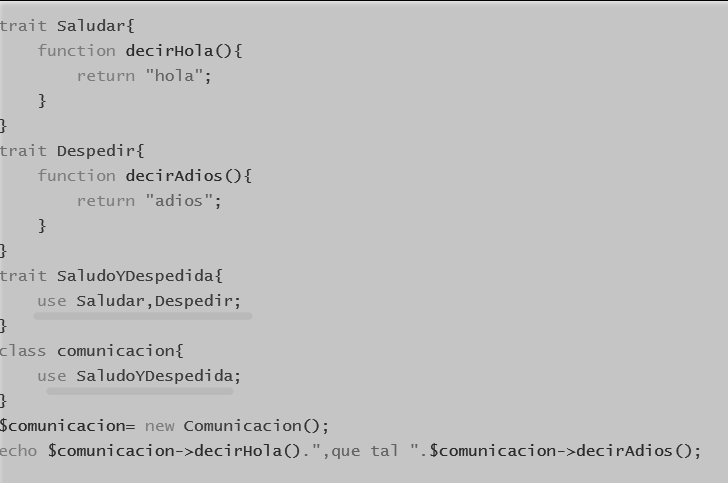 trait Saludar{
    function decirHola(){
        return "hola";
    }
}
trait Despedir{
    function decirAdios(){
        return "adios";
    }
}
trait SaludoYDespedida{
    use Saludar,Despedir;
}
class comunicacion{
    use SaludoYDespedida;
}
$comunicacion= new Comunicacion();
echo $comunicacion->decirHola().",que tal ".$comunicacion->decirAdios();